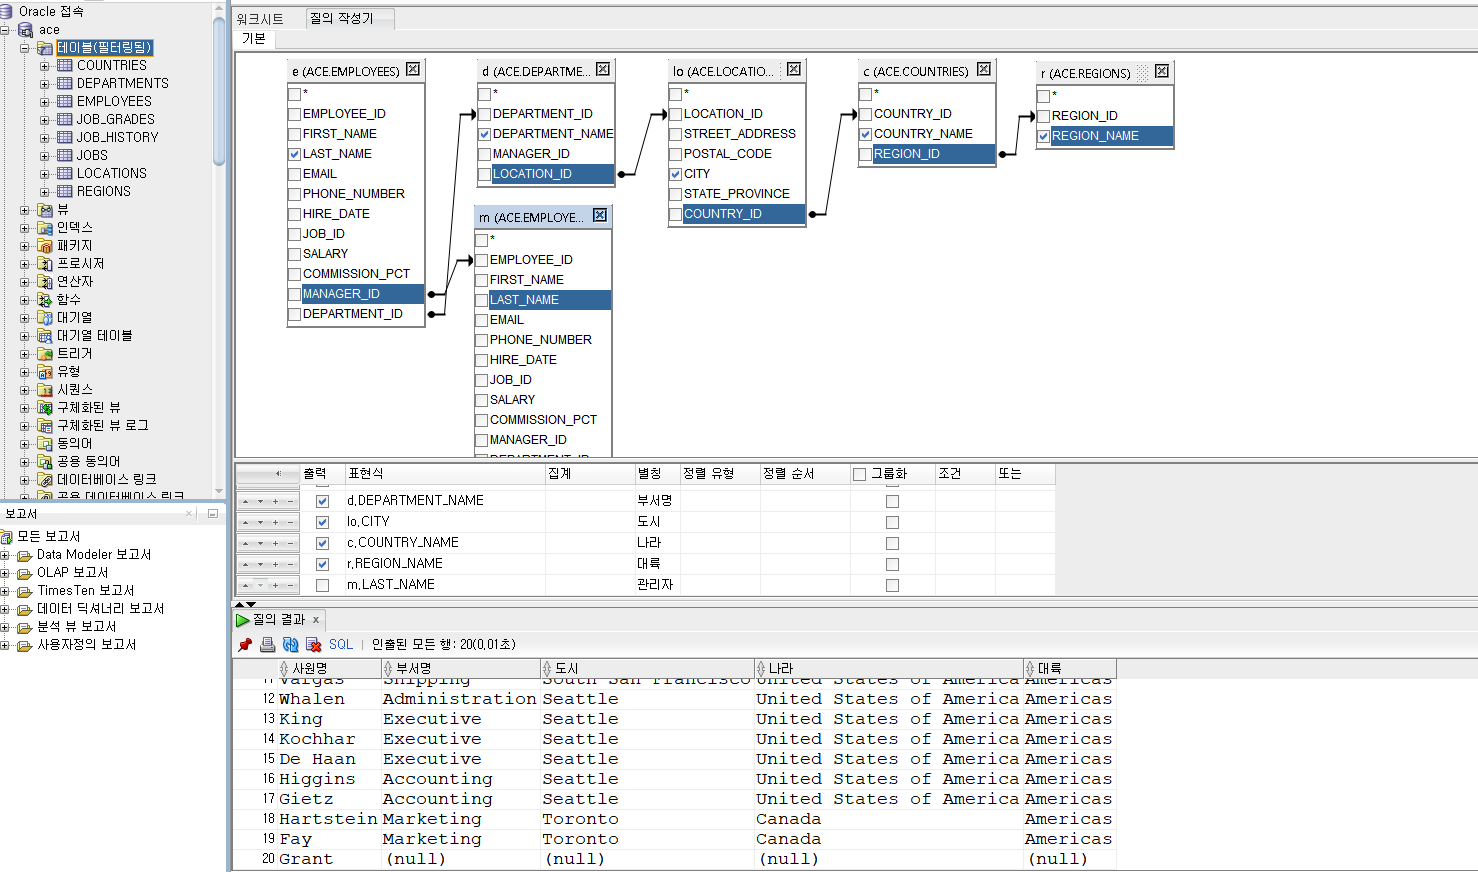 Oracle 접속
ace
테이블(필터링됨)
COUNTRIES
DEPARTMENTS
EMPLOYEES
JOB_GRADES
JOB_HISTORY
JOBS
LOCATIONS
REGIONS
뷰
인덱스
패키지
프로시저
연산자
함수
대기열
대기열 테이블
트리거
유형
시퀀스
구체화된 뷰
구체화된 뷰 로그
동의어
공용 동의어
데이터베이스 링크
공용 데이터베이스 링크
보고서 ×
모든 보고서
Data Modeler 보고서
OLAP 보고서
TimesTen 보고서
데이터 딕셔너리 보고서
분석 뷰 보고서
사용자정의 보고서
워크시트 질의 작성기
기본
e (ACE.EMPLOYEES)
*
EMPLOYEE_ID
FIRST_NAME
LAST_NAME
EMAIL
PHONE_NUMBER
HIRE_DATE
JOB_ID
SALARY
COMMISSION_PCT
MANAGER_ID
DEPARTMENT_ID
d (ACE.DEPARTME...
*
DEPARTMENT_ID
DEPARTMENT_NAME
MANAGER_ID
LOCATION_ID
m (ACE.EMPLOYE...
*
EMPLOYEE_ID
FIRST_NAME
LAST_NAME
EMAIL
PHONE_NUMBER
HIRE_DATE
JOB_ID
SALARY
COMMISSION_PCT
MANAGER_ID
DEPARTMENT_ID
lo (ACE.LOCATIO...
*
LOCATION_ID
STREET_ADDRESS
POSTAL_CODE
CITY
STATE_PROVINCE
COUNTRY_ID
c (ACE.COUNTRIES)
*
COUNTRY_ID
COUNTRY_NAME
REGION_ID
r (ACE.REGIONS)
*
REGION_ID
REGION_NAME
출력 표현식 집계 별칭 정렬 유형 정렬 순서 그룹화 조건 또는
d.DEPARTMENT_NAME 부서명
lo.CITY 도시
c.COUNTRY_NAME 나라
r.REGION_NAME 대륙
m.LAST_NAME 관리자
질의 결과 x
SQL | 인출된 모든 행: 20(0.01초)
사원명 부서명 도시 나라 대륙
11 Vargas Shipping South San Francisco United States of America Americas
12 Whalen Administration Seattle United States of America Americas
13 King Executive Seattle United States of America Americas
14 Kochhar Executive Seattle United States of America Americas
15 De Haan Executive Seattle United States of America Americas
16 Higgins Accounting Seattle United States of America Americas
17 Gietz Accounting Seattle United States of America Americas
18 Hartstein Marketing Toronto Canada Americas
19 Fay Marketing Toronto Canada Americas
20 Grant (null) (null) (null) (null)